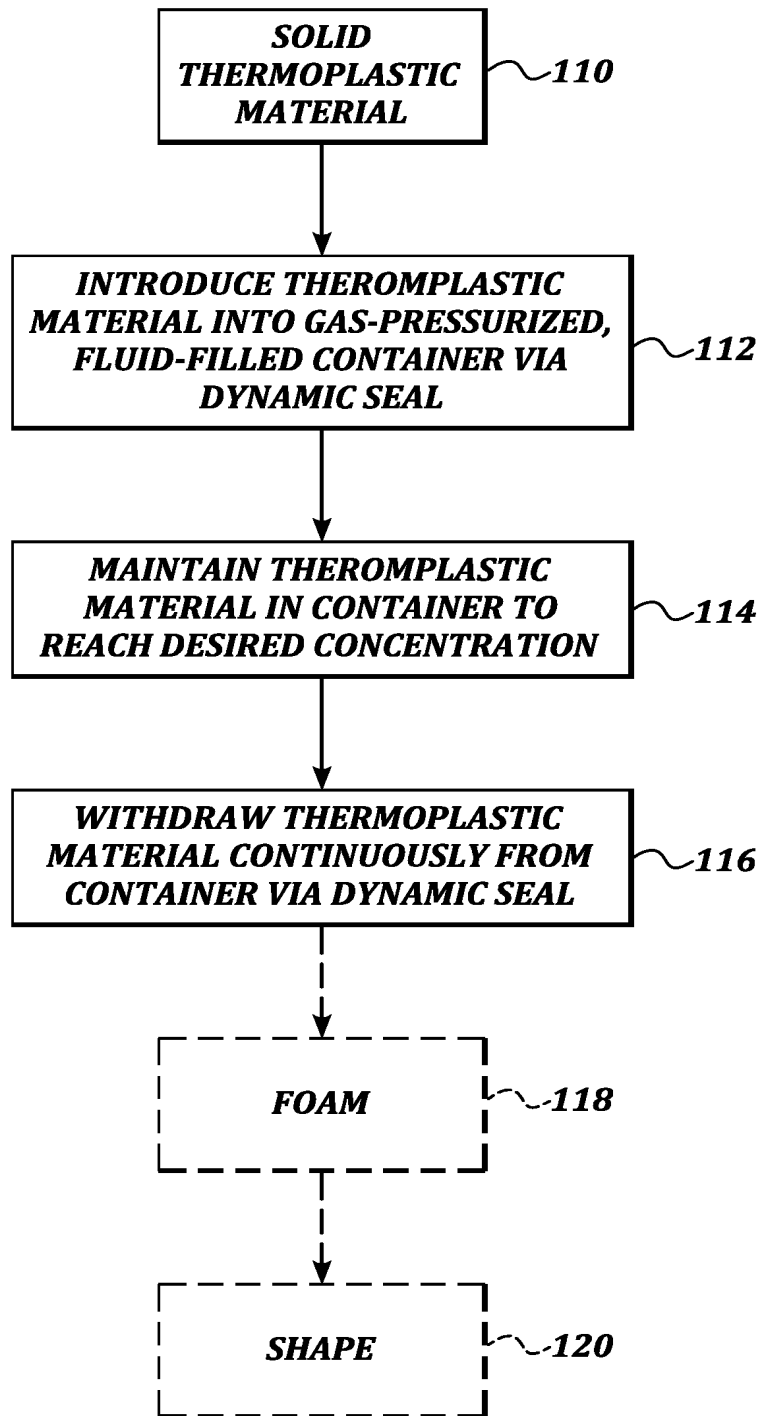 SOLID
THERMOPLASTIC
MATERIAL
110
INTRODUCE THEROMPLASTIC
MATERIAL INTO GAS-PRESSURIZED,
FLUID-FILLED CONTAINER VIA
DYNAMIC SEAL
112
MAINTAIN THEROMPLASTIC
MATERIAL IN CONTAINER TO
REACH DESIRED CONCENTRATION
114
WITHDRAW THERMOPLASTIC
MATERIAL CONTINUOUSLY FROM
CONTAINER VIA DYNAMIC SEAL
116
FOAM
118
SHAPE
120